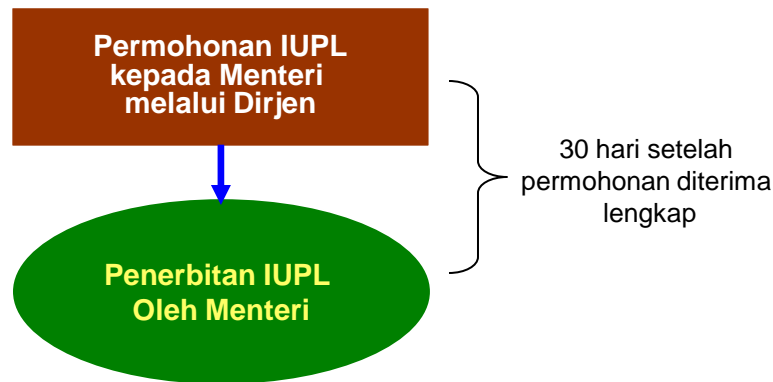 Permohonan IUPL
kepada Menteri
melalui Dirjen
30 hari setelah
permohonan diterima
lengkap
Penerbitan IUPL
Oleh Menteri